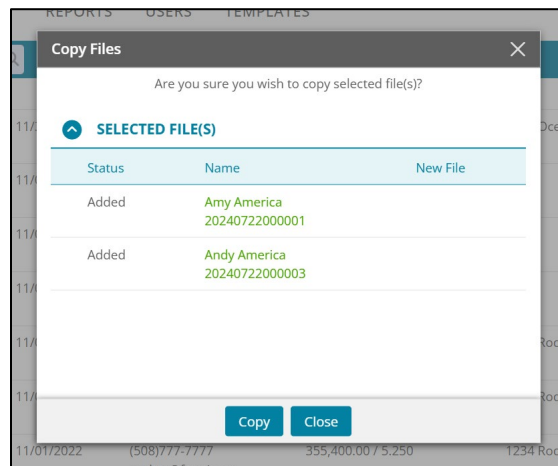 REPORTS USERS TEMPLATES
Copy Files
Are you sure you wish to copy selected file(s)?
SELECTED FILE(S)
Status Name New File
Added Amy America
20240722000001
Added Andy America
20240722000003
Copy Close
11/01/2022 (508)777-7777 355,400.00 / 5.250 1234